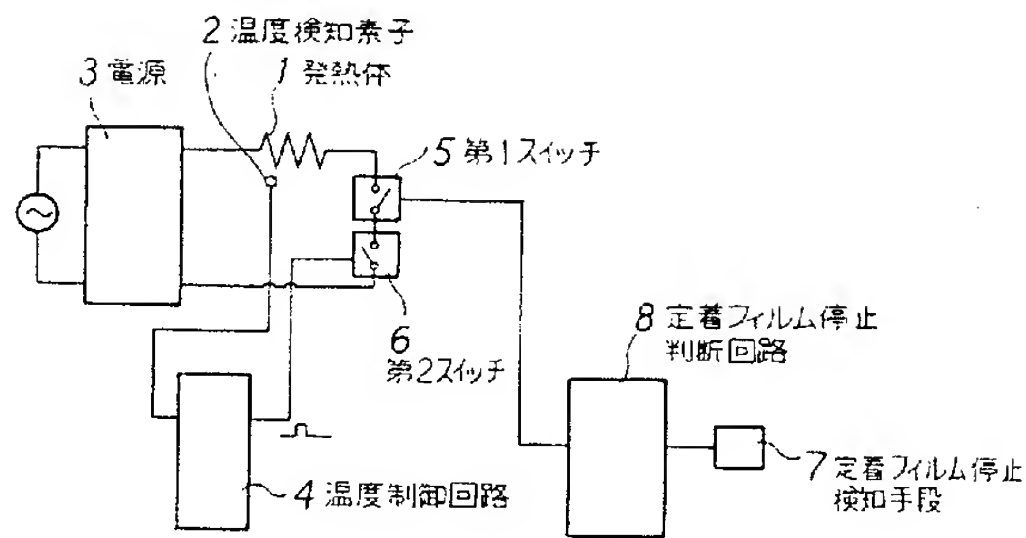 2 温度検知素子
3 電源
1 発熱体
5 第1スイッチ
6
第2スイッチ
8 定着フィルム停止
判断回路
7 定着フィルム停止
検知手段
4 温度制御回路